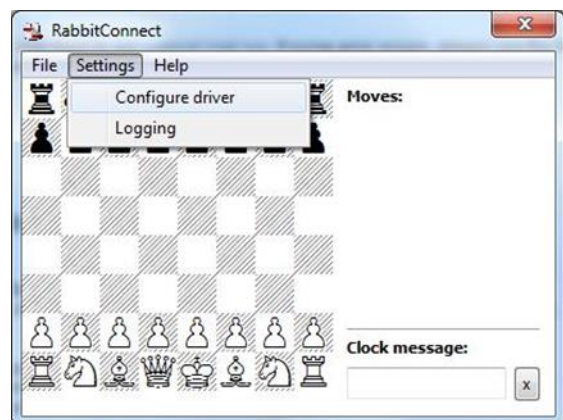 RabbitConnect
File Settings Help
Configure driver
Logging
Moves:
Clock message:
x